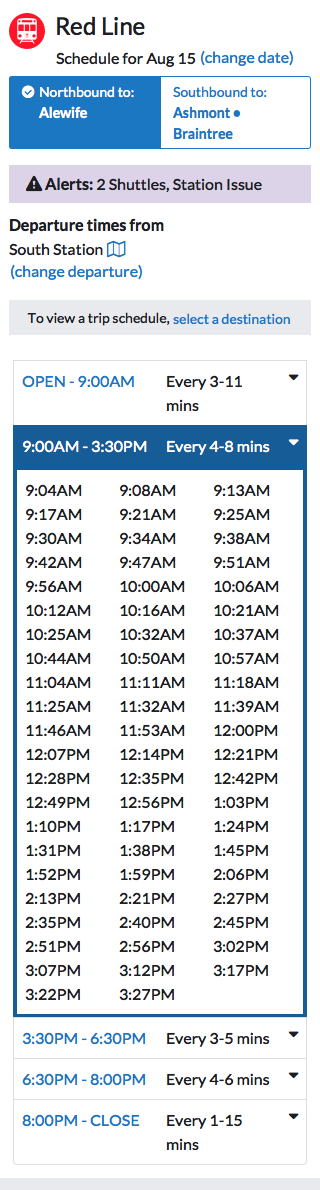 Red Line
Schedule for Aug 15 (change date)
Northbound to:
Alewife
Southbound to:
Ashmont •
Braintree
Alerts: 2 Shuttles, Station Issue
Departure times from
South Station
(change departure)
To view a trip schedule, select a destination
OPEN - 9:00AM Every 3-11
mins
9:00AM - 3:30PM Every 4-8 mins
9:04AM 9:08AM 9:13AM
9:17AM 9:21AM 9:25AM
9:30AM 9:34AM 9:38AM
9:42AM 9:47AM 9:51AM
9:56AM 10:00AM 10:06AM
10:12AM 10:16AM 10:21AM
10:25AM 10:32AM 10:37AM
10:44AM 10:50AM 10:57AM
11:04AM 11:11AM 11:18AM
11:25AM 11:32AM 11:39AM
11:46AM 11:53AM 12:00PM
12:07PM 12:14PM 12:21PM
12:28PM 12:35PM 12:42PM
12:49PM 12:56PM 1:03PM
1:10PM 1:17PM 1:24PM
1:31PM 1:38PM 1:45PM
1:52PM 1:59PM 2:06PM
2:13PM 2:21PM 2:27PM
2:35PM 2:40PM 2:45PM
2:51PM 2:56PM 3:02PM
3:07PM 3:12PM 3:17PM
3:22PM 3:27PM
3:30PM - 6:30PM Every 3-5 mins
6:30PM - 8:00PM Every 4-6 mins
8:00PM - CLOSE Every 1-15
mins